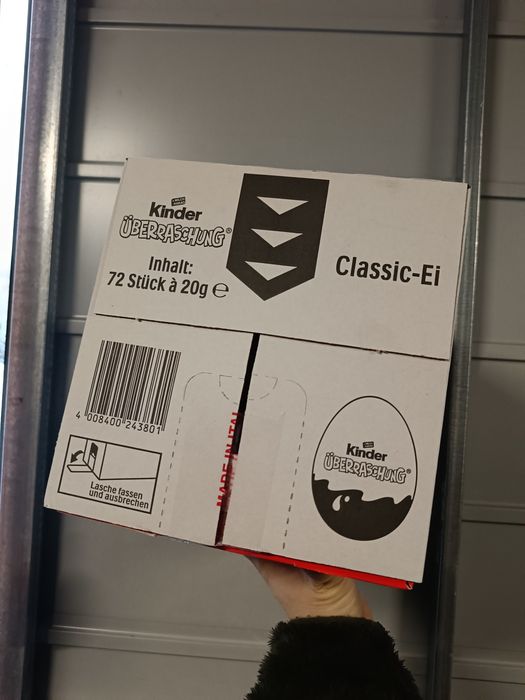 Kinder
ÜBERRASCHUNG®
Inhalt:
72 Stück à 20g ℮
Classic-Ei
4 008400 243801
Lasche fassen
und ausbrechen
MADE IN ITAL
Kinder
ÜBERRASCHUNG®